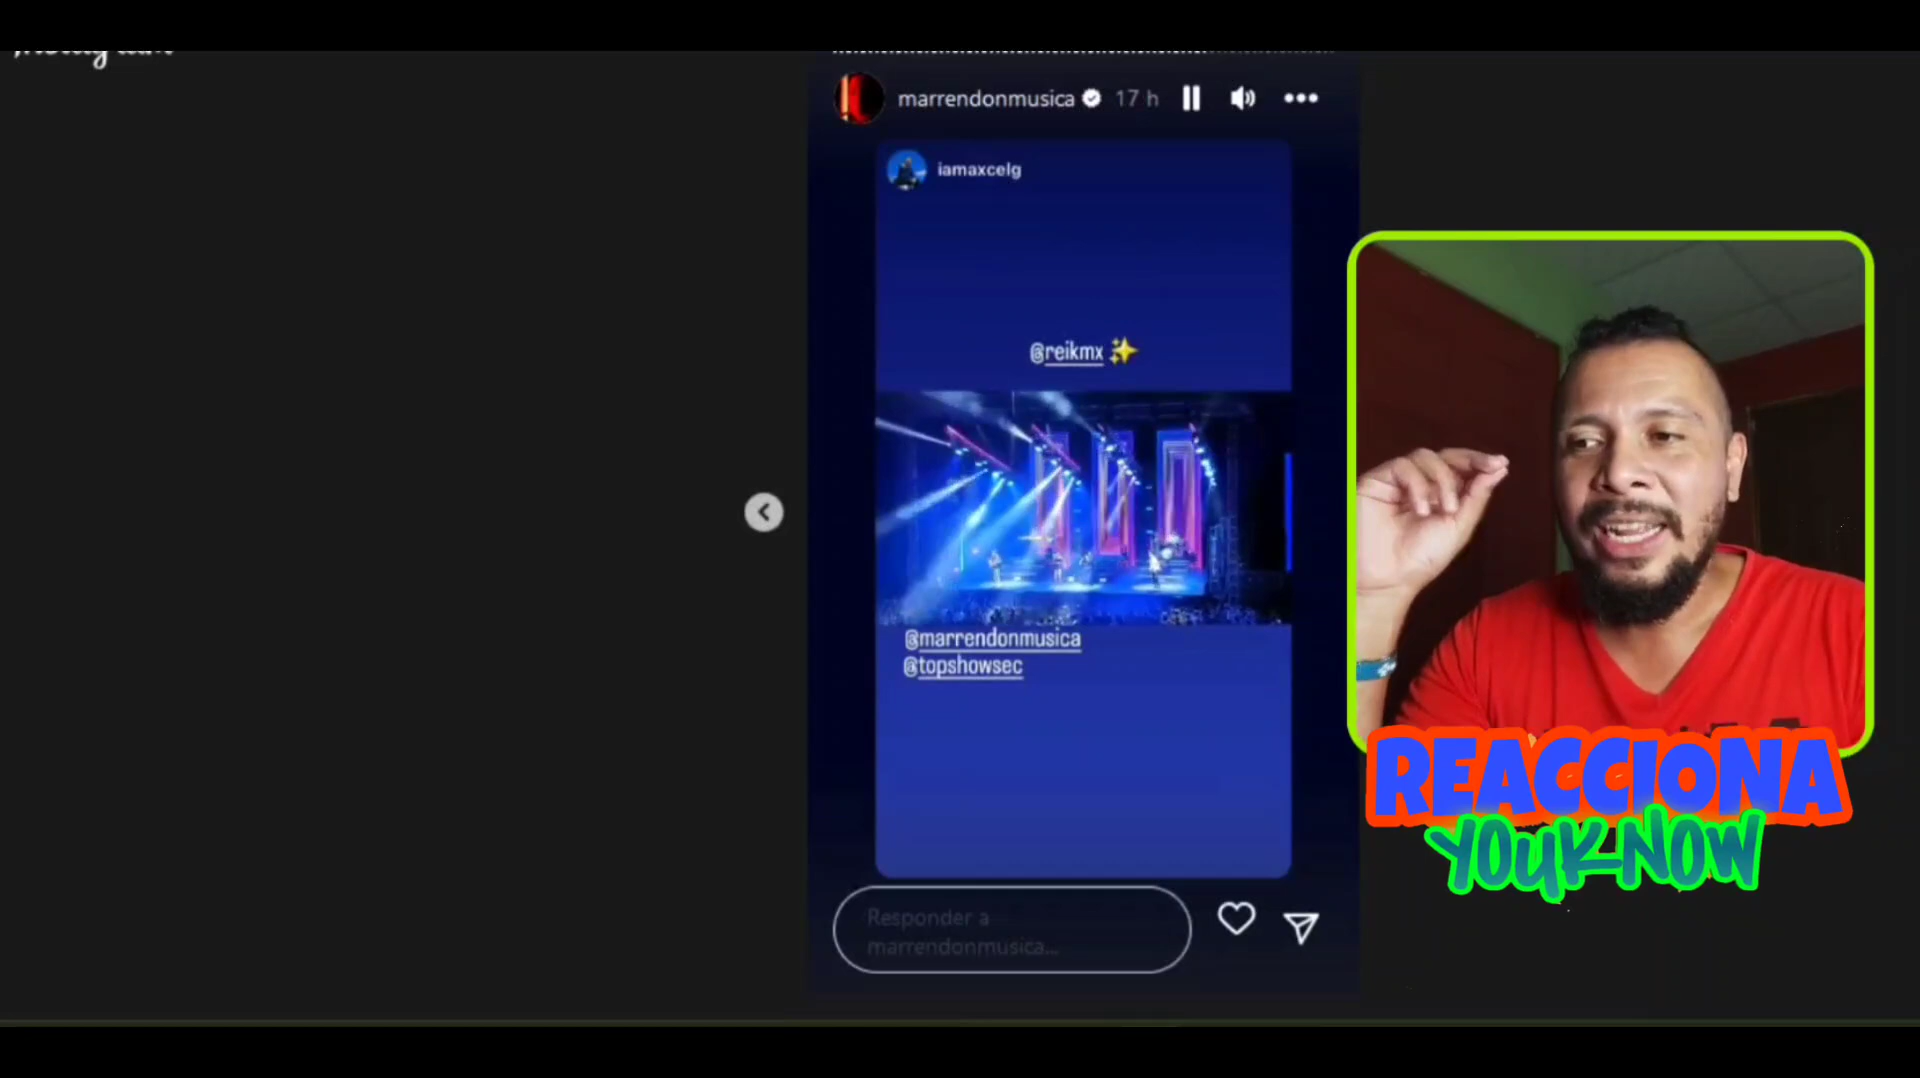 marrendonmusica 17 h
iamaxcelg
@reikmx
@marrendonmusica
@topshowsec
Responder a
marrendonmusica...
REACCIONA
YOUKNOW